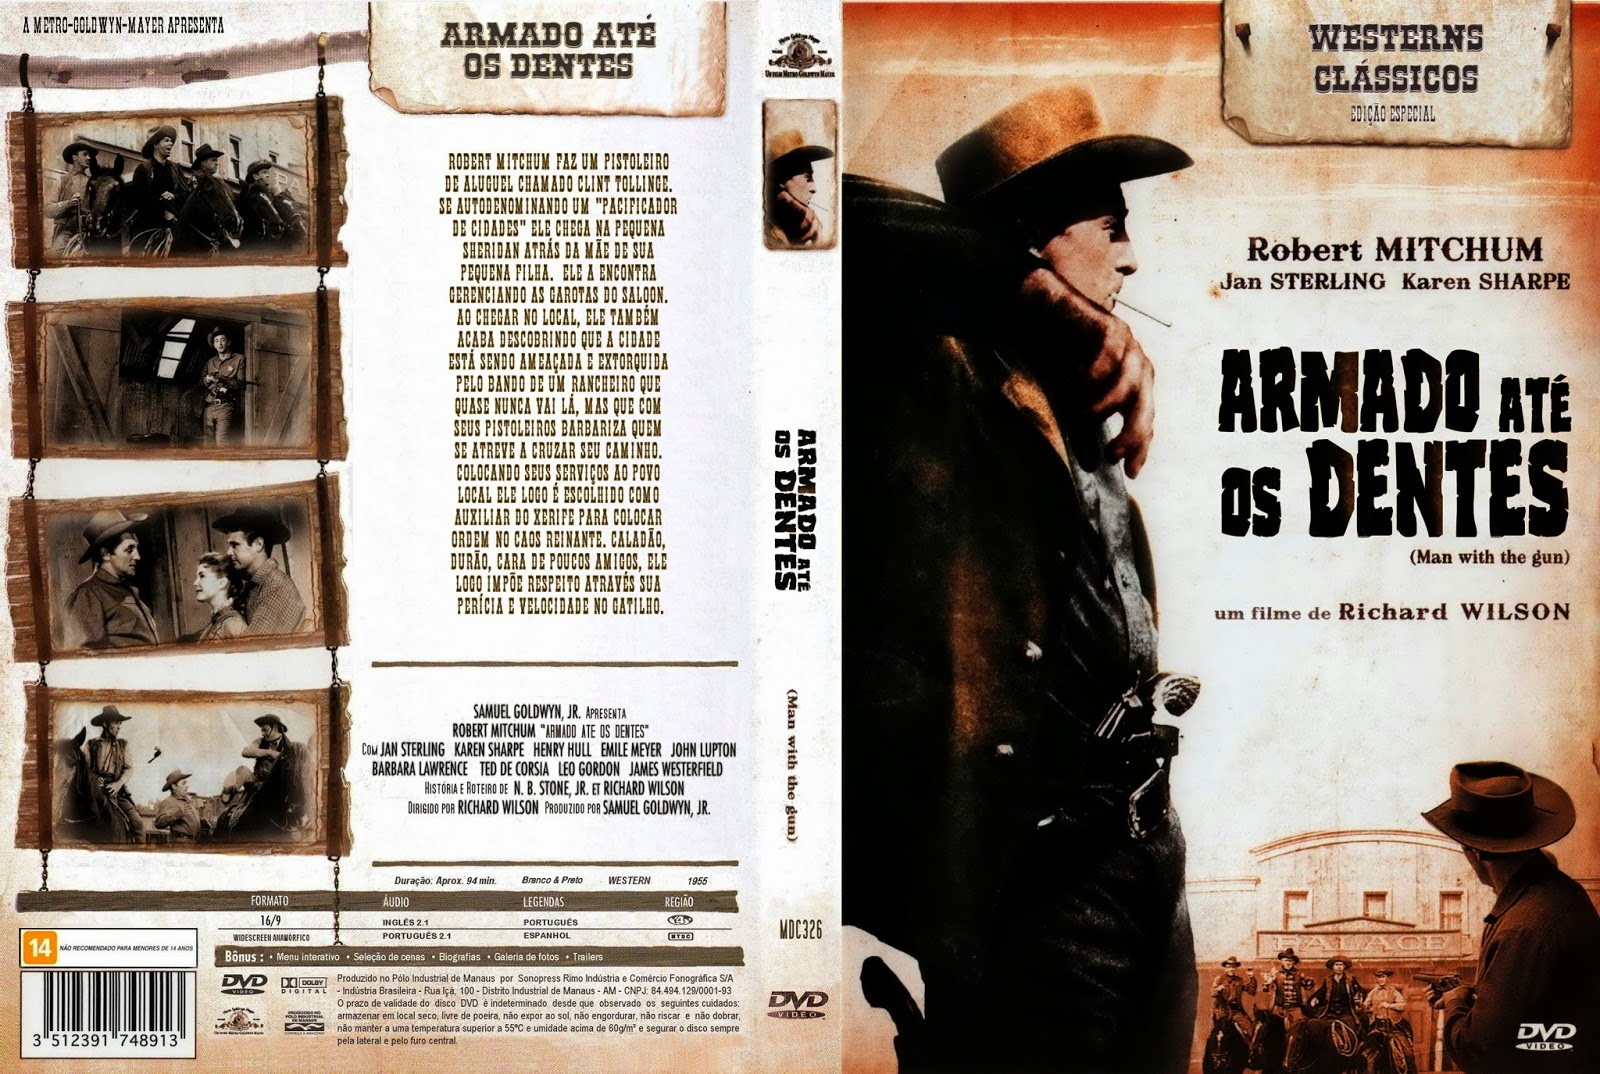 A METRO-GOLDWYN-MAYER APRESENTA
ARMADO ATÉ
OS DENTES
ROBERT MITCHUM FAZ UM PISTOLEIRO
DE ALUGUEL CHAMADO CLINT TOLLINGE.
SE AUTODENOMINANDO UM "PACIFICADOR
DE CIDADES" ELE CHEGA NA PEQUENA
SHERIDAN ATRÁS DA MÃE DE SUA
PEQUENA FILHA. ELE A ENCONTRA
GERENCIANDO AS GAROTAS DO SALOON.
AO CHEGAR NO LOCAL, ELE TAMBÉM
ACABA DESCOBRINDO QUE A CIDADE
ESTÁ SENDO AMEAÇADA E EXTORQUIDA
PELO BANDO DE UM RANCHEIRO QUE
QUASE NUNCA VAI LÁ, MAS QUE COM
SEUS PISTOLEIROS BARBARIZA QUEM
SE ATREVE A CRUZAR SEU CAMINHO.
COLOCANDO SEUS SERVIÇOS AO POVO
LOCAL ELE LOGO É ESCOLHIDO COMO
AUXILIAR DO XERIFE PARA COLOCAR
ORDEM NO CAOS REINANTE. CALADÃO,
DURÃO, CARA DE POUCOS AMIGOS, ELE
LOGO IMPÕE RESPEITO ATRAVÉS SUA
PERÍCIA E VELOCIDADE NO GATILHO.
SAMUEL GOLDWYN, JR. APRESENTA
ROBERT MITCHUM "ARMADO ATE OS DENTES"
COM JAN STERLING KAREN SHARPE HENRY HULL EMILE MEYER JOHN LUPTON
BARBARA LAWRENCE TED DE CORSIA LEO GORDON JAMES WESTERFIELD
HISTÓRIA E ROTEIRO DE N. B. STONE, JR. ET RICHARD WILSON
DIRIGIDO POR RICHARD WILSON PRODUZIDO POR SAMUEL GOLDWYN, JR.
Duração: Aprox. 94 min. Branco & Preto WESTERN 1955
FORMATO ÁUDIO LEGENDAS REGIÃO
16/9 INGLÊS 2.1 PORTUGUÊS
WIDESCREEN ANAMÓRFICO PORTUGUÊS 2.1 ESPANHOL NTSC
Bônus : • Menu interativo • Seleção de cenas • Biografias • Galeria de fotos • Trailers
14 NÃO RECOMENDADO PARA MENORES DE 14 ANOS
3 512391 748913
DVD VIDEO
DOLBY DIGITAL
PRODUZIDO NO PÓLO INDUSTRIAL DE MANAUS
Produzido no Pólo Industrial de Manaus por Sonopress Rimo Indústria e Comércio Fonográfica S/A
- Indústria Brasileira - Rua Içá, 100 - Distrito Industrial de Manaus - AM - CNPJ: 84.494.129/0001-93
O prazo de validade do disco DVD é indeterminado desde que observado os seguintes cuidados:
armazenar em local seco, livre de poeira, não expor ao sol, não engordurar, não riscar e não dobrar,
não manter a uma temperatura superior a 55ºC e umidade acima de 60g/m³ e segurar o disco sempre
pela lateral e pelo furo central.
UM FILME METRO GOLDWYN MAYER
ARMADO ATÉ
OS DENTES
(Man with the gun)
MDC326
DVD VIDEO
WESTERNS
CLÁSSICOS
EDIÇÃO ESPECIAL
Robert MITCHUM
Jan STERLING Karen SHARPE
ARMADO ATÉ
OS DENTES
(Man with the gun)
um filme de Richard WILSON
PALACE
DVD VIDEO